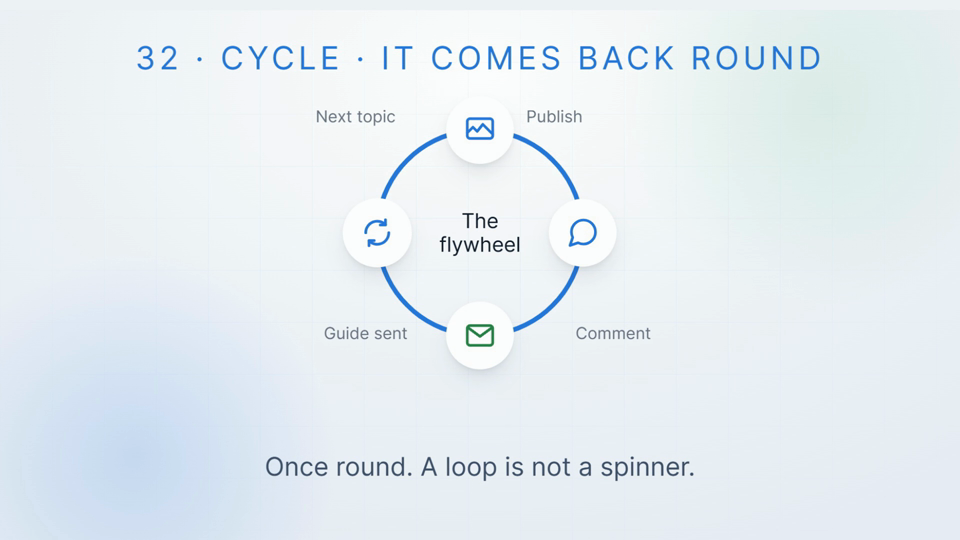 32 · CYCLE · IT COMES BACK ROUND
Next topic
Publish
The
flywheel
Guide sent
Comment
Once round. A loop is not a spinner.